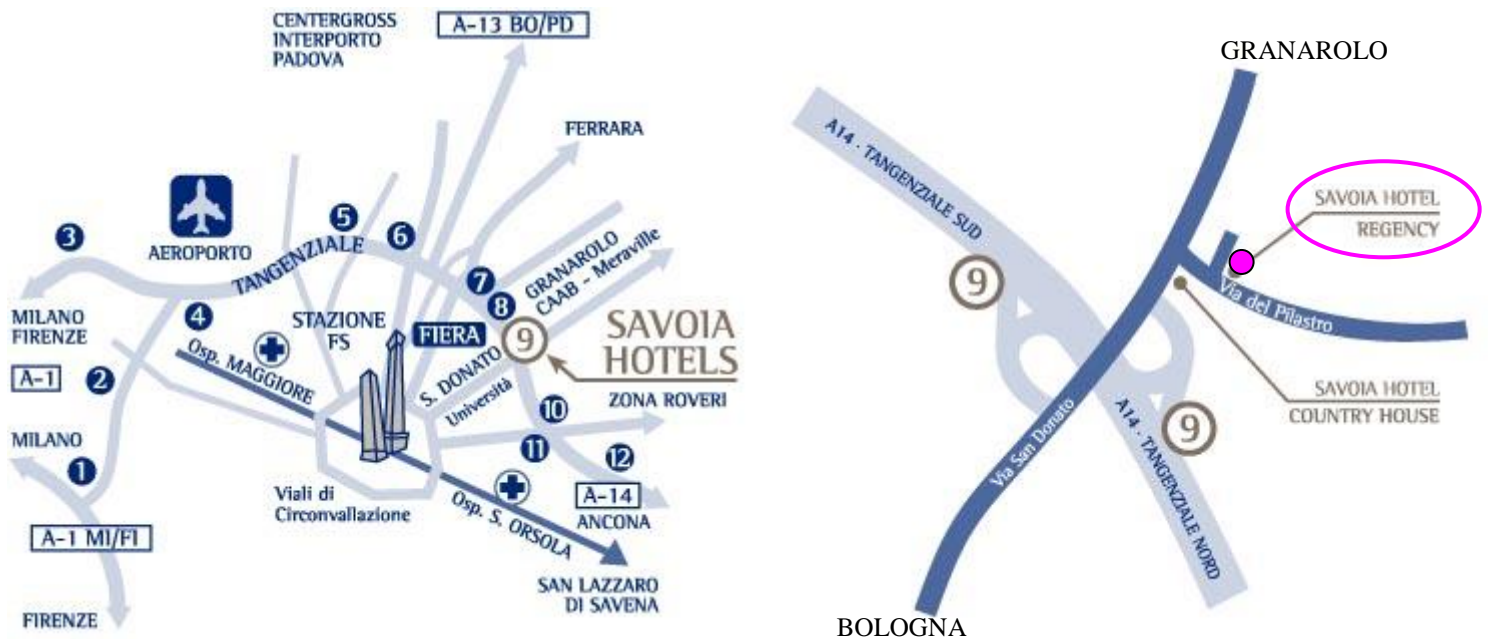 CENTERGROSS
INTERPORTO
PADOVA
A-13 BO/PD
FERRARA
3
AEROPORTO
TANGENZIALE
5
6
7
8
GRANAROLO
CAAB - Meraville
MILANO
FIRENZE
A-1
4
STAZIONE
FS
FIERA
9
SAVOIA
HOTELS
Osp. MAGGIORE
S. DONATO
Università
2
10
ZONA ROVERI
MILANO
1
11
12
Viali di
Circonvallazione
Osp. S. ORSOLA
A-14
ANCONA
A-1 MI/FI
FIRENZE
SAN LAZZARO
DI SAVENA
GRANAROLO
A14 - TANGENZIALE SUD
SAVOIA HOTEL
REGENCY
9
Via del Pilastro
SAVOIA HOTEL
COUNTRY HOUSE
9
Via San Donato
A14 - TANGENZIALE NORD
BOLOGNA